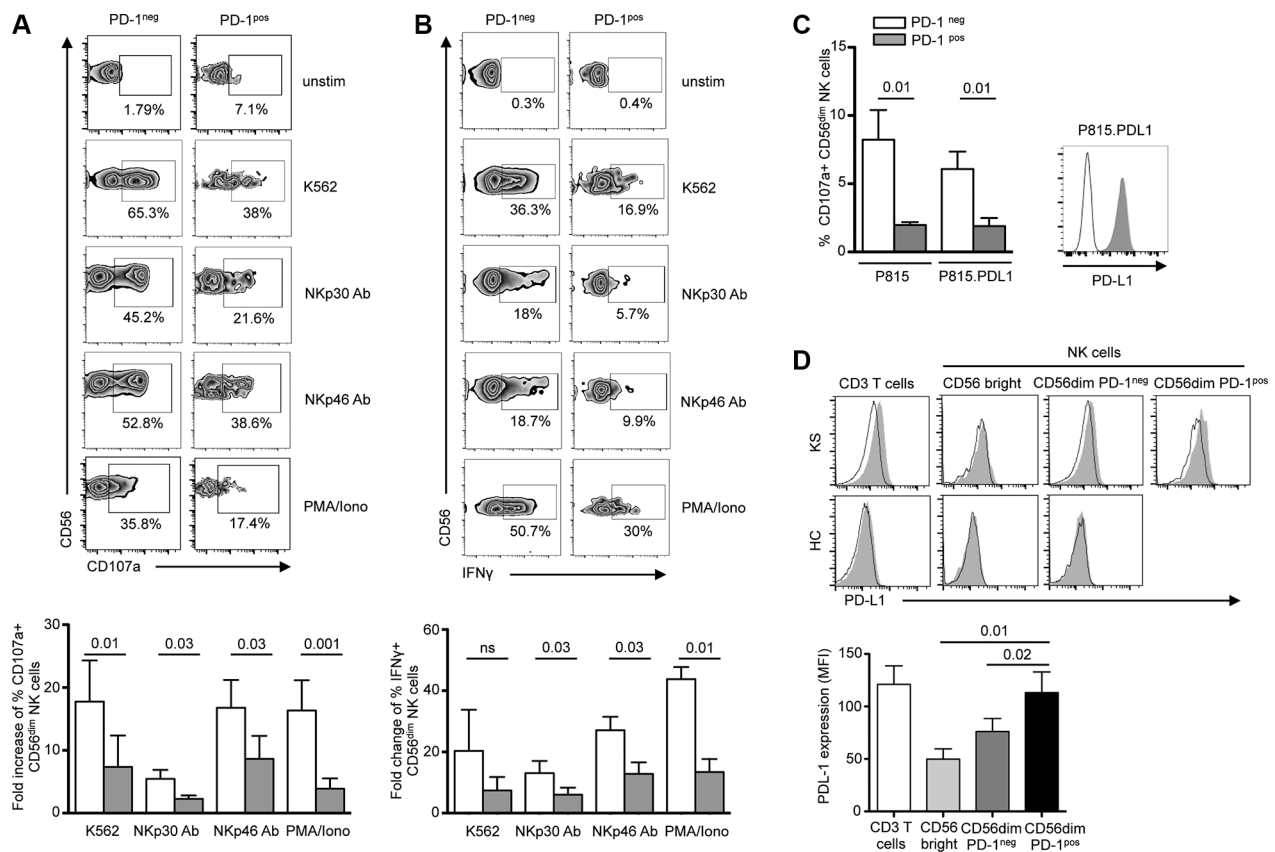 A
PD-1neg
PD-1pos
1.79%
7.1%
unstim
65.3%
38%
K562
45.2%
21.6%
NKp30 Ab
52.8%
38.6%
NKp46 Ab
35.8%
17.4%
PMA/Iono
CD56
CD107a
Fold increase of % CD107a+
CD56dim NK cells
30
20
10
0
0.01
0.03
0.03
0.001
K562
NKp30 Ab
NKp46 Ab
PMA/Iono
B
PD-1neg
PD-1pos
0.3%
0.4%
unstim
36.3%
16.9%
K562
18%
5.7%
NKp30 Ab
18.7%
9.9%
NKp46 Ab
50.7%
30%
PMA/Iono
CD56
IFNγ
Fold change of % IFNγ+
CD56dim NK cells
60
40
20
0
ns
0.03
0.03
0.01
K562
NKp30 Ab
NKp46 Ab
PMA/Iono
C
PD-1 neg
PD-1 pos
% CD107a+ CD56dim NK cells
15
10
5
0
0.01
0.01
P815
P815.PDL1
P815.PDL1
PD-L1
D
NK cells
CD3 T cells
CD56 bright
CD56dim PD-1neg
CD56dim PD-1pos
KS
HC
PD-L1
PDL-1 expression (MFI)
150
100
50
0
0.01
0.02
CD3 T
cells
CD56
bright
CD56dim
PD-1neg
CD56dim
PD-1pos